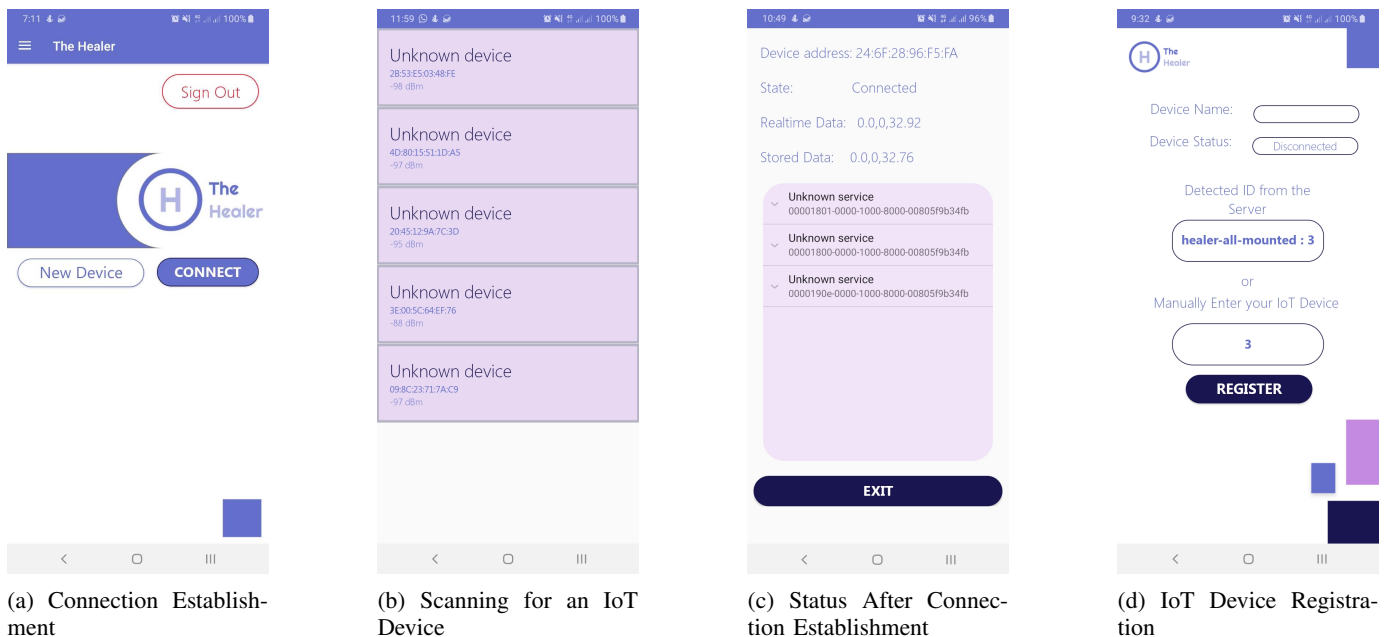 7:11 100%
The Healer
Sign Out
H The
Healer
New Device CONNECT
(a) Connection Establish-
ment
11:59 100%
Unknown device
2B:53:E5:03:48:FE
-98 dBm
Unknown device
4D:80:15:51:1D:A5
-97 dBm
Unknown device
20:45:12:9A:7C:3D
-95 dBm
Unknown device
3E:00:5C:64:EF:76
-88 dBm
Unknown device
09:8C:23:71:7A:C9
-97 dBm
(b) Scanning for an IoT
Device
10:49 96%
Device address: 24:6F:28:96:F5:FA
State: Connected
Realtime Data: 0.0,0,32.92
Stored Data: 0.0,0,32.76
Unknown service
00001801-0000-1000-8000-00805f9b34fb
Unknown service
00001800-0000-1000-8000-00805f9b34fb
Unknown service
0000190e-0000-1000-8000-00805f9b34fb
EXIT
(c) Status After Connec-
tion Establishment
9:32 100%
H The
Healer
Device Name:
Device Status: Disconnected
Detected ID from the
Server
healer-all-mounted : 3
or
Manually Enter your IoT Device
3
REGISTER
(d) IoT Device Registra-
tion